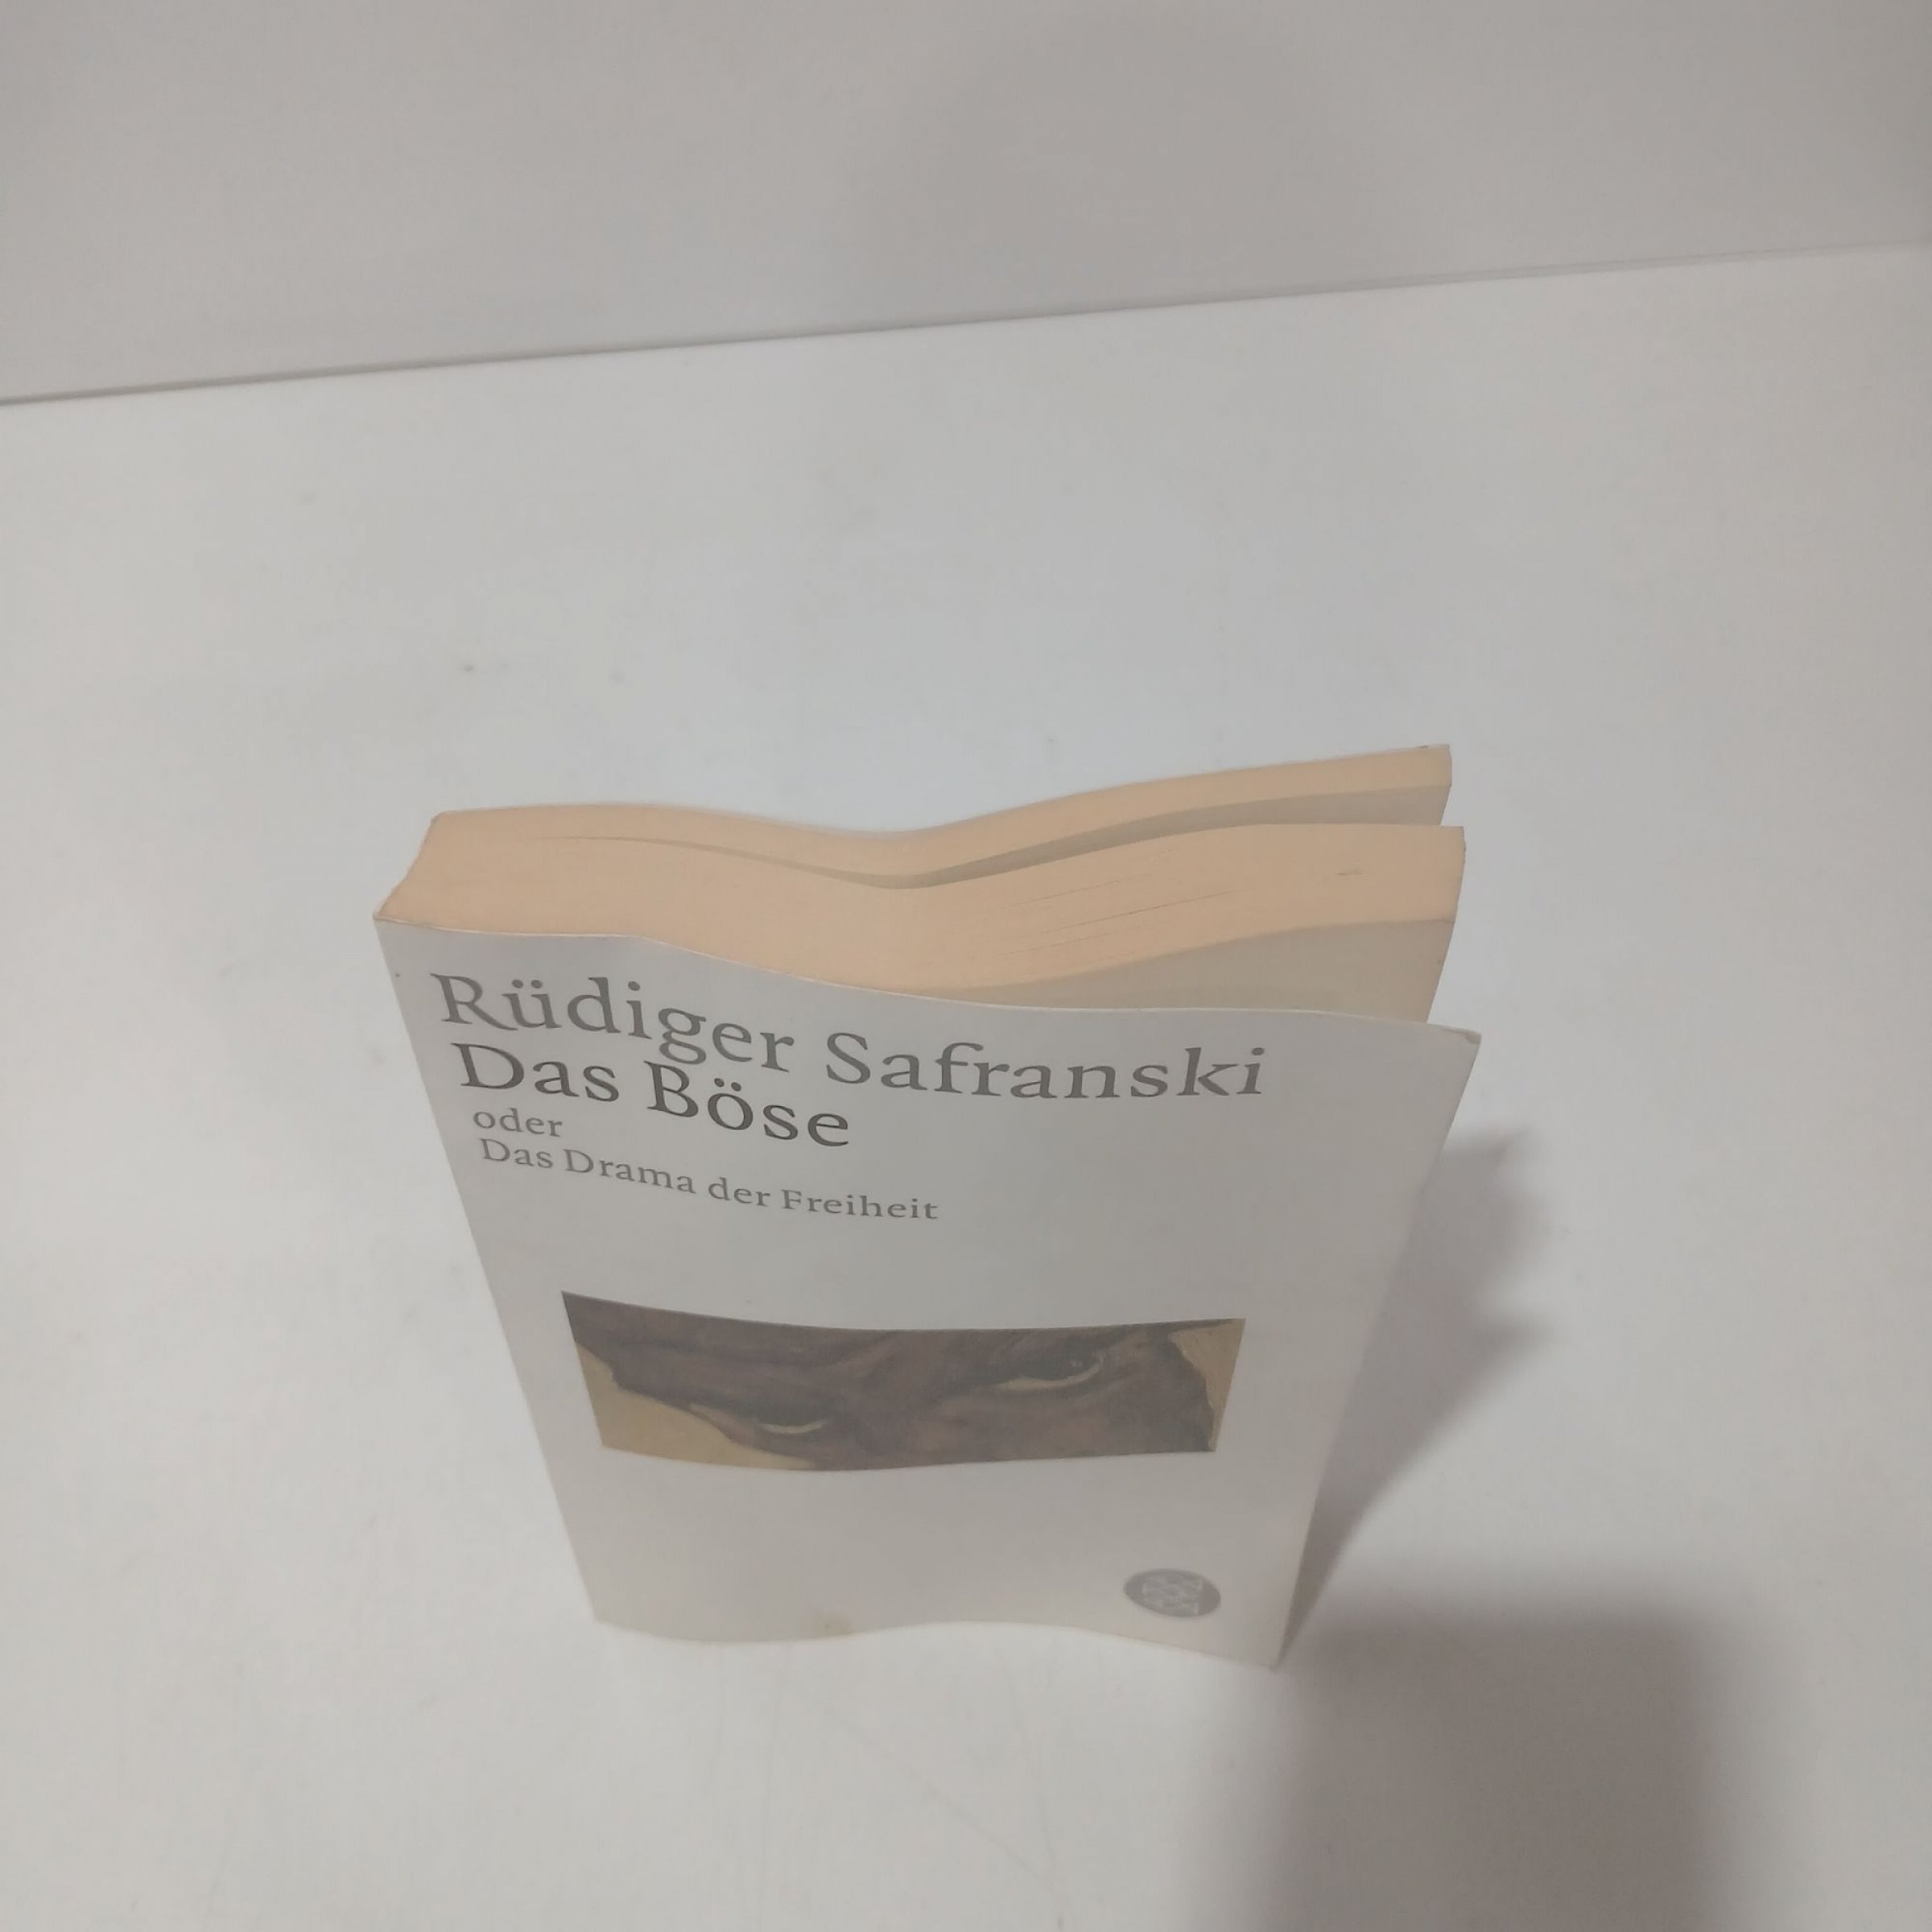 Rüdiger Safranski
Das Böse
oder
Das Drama der Freiheit